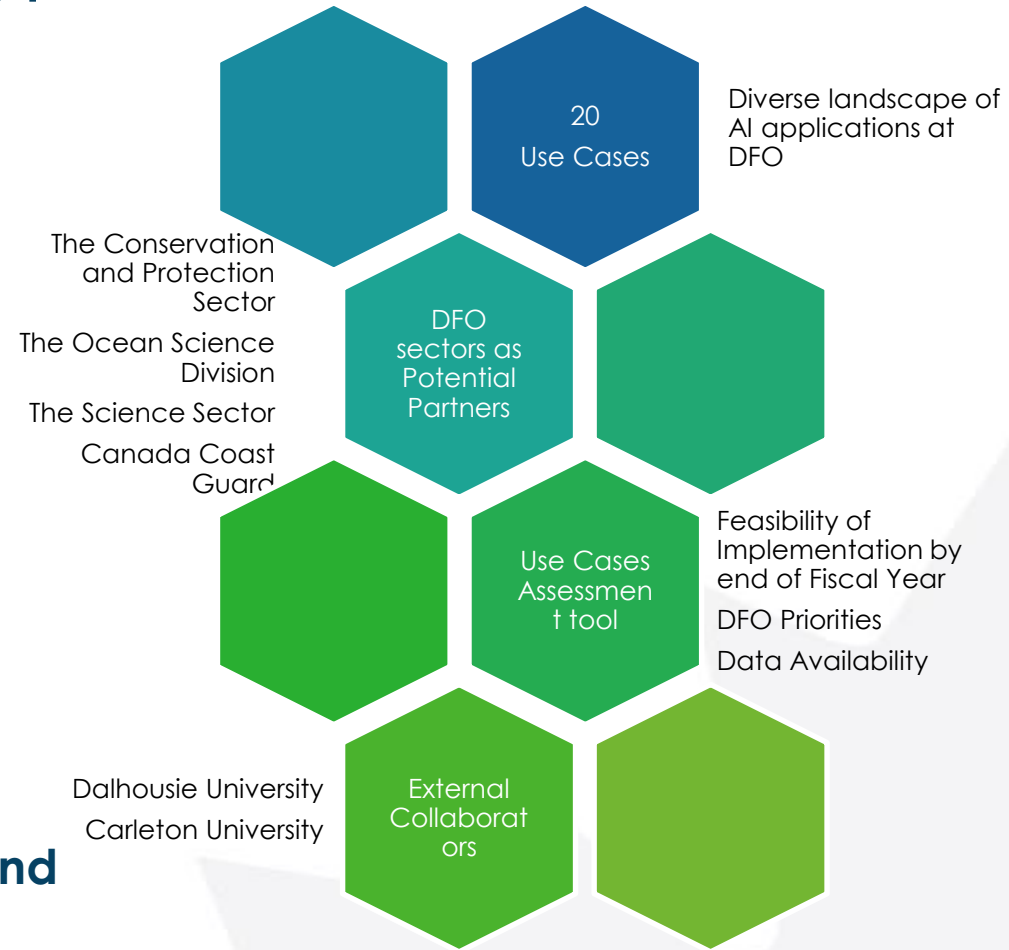 20
Use Cases
Diverse landscape of
AI applications at
DFO
The Conservation
and Protection
Sector
The Ocean Science
Division
The Science Sector
Canada Coast
Guard
DFO
sectors as
Potential
Partners
Use Cases
Assessmen
t tool
Feasibility of
Implementation by
end of Fiscal Year
DFO Priorities
Data Availability
Dalhousie University
Carleton University
External
Collaborat
ors
nd